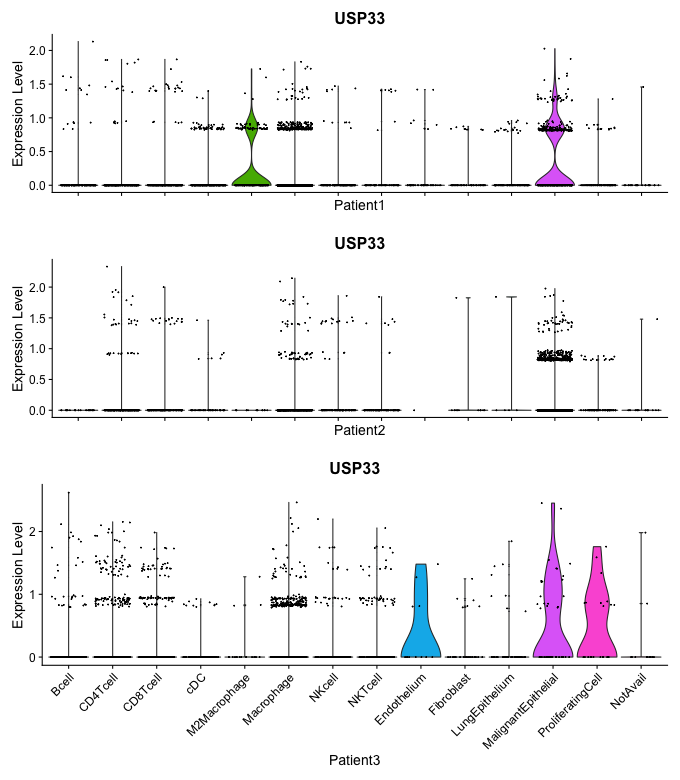 USP33
Expression Level
2.0
1.5
1.0
0.5
0.0
Patient1
USP33
Expression Level
2.0
1.5
1.0
0.5
0.0
Patient2
USP33
Expression Level
2
1
0
Bcell
CD4Tcell
CD8Tcell
cDC
M2Macrophage
Macrophage
NKcell
NKTcell
Endothelium
Fibroblast
LungEpithelium
MalignantEpithelial
ProliferatingCell
NotAvail
Patient3